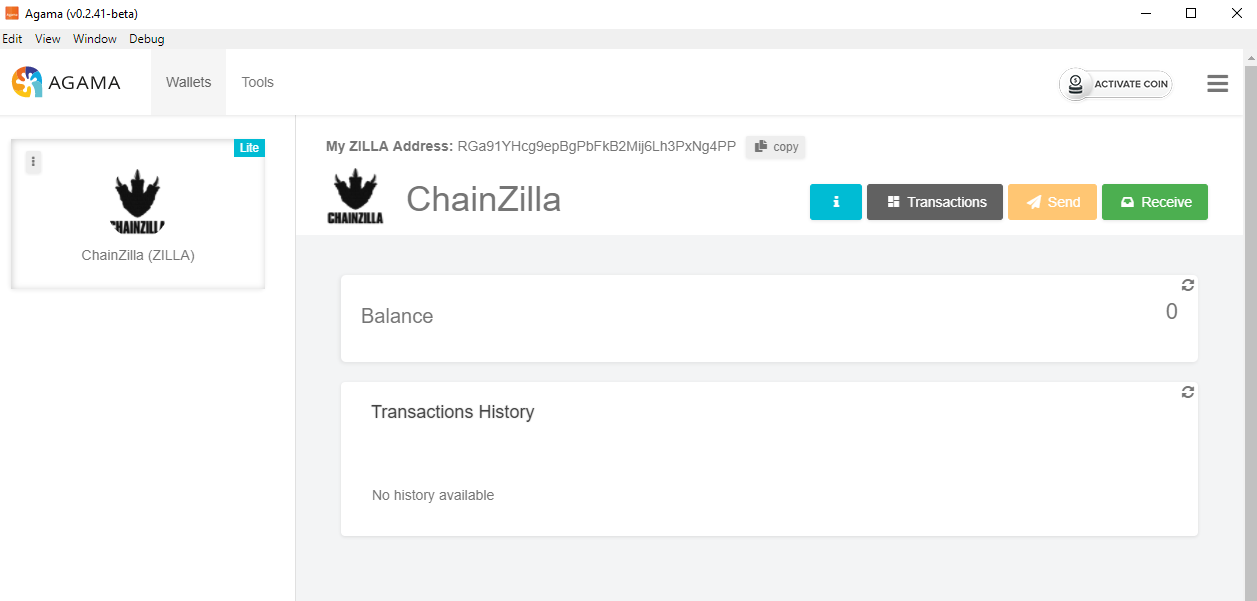 Agama (v0.2.41-beta)
Edit View Window Debug
AGAMA Wallets Tools ACTIVATE COIN
Lite
CHAINZILLA
ChainZilla (ZILLA)
My ZILLA Address: RGa91YHcg9epBgPbFkB2Mij6Lh3PxNg4PP copy
CHAINZILLA
ChainZilla
Transactions Send Receive
Balance 0
Transactions History
No history available